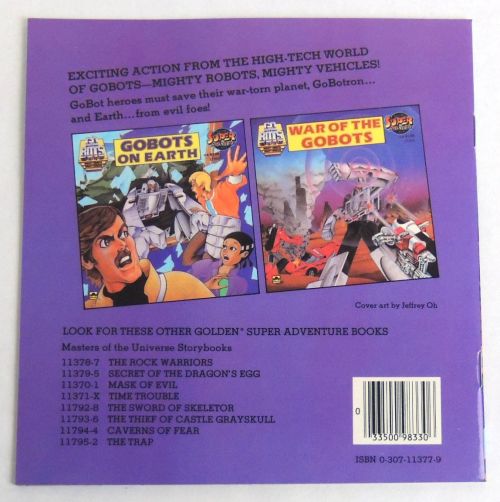 EXCITING ACTION FROM THE HIGH-TECH WORLD
OF GOBOTS—MIGHTY ROBOTS, MIGHTY VEHICLES!
GoBot heroes must save their war-torn planet, GoBotron...
and Earth...from evil foes!
GOBOTS
ON EARTH
WAR OF THE
GOBOTS
Cover art by Jeffrey Oh
LOOK FOR THESE OTHER GOLDEN® SUPER ADVENTURE BOOKS
Masters of the Universe Storybooks
11378-7 THE ROCK WARRIORS
11379-5 SECRET OF THE DRAGON'S EGG
11370-1 MASK OF EVIL
11371-X TIME TROUBLE
11792-8 THE SWORD OF SKELETOR
11793-6 THE THIEF OF CASTLE GRAYSKULL
11794-4 CAVERNS OF FEAR
11795-2 THE TRAP
0
33500 98330
ISBN 0-307-11377-9